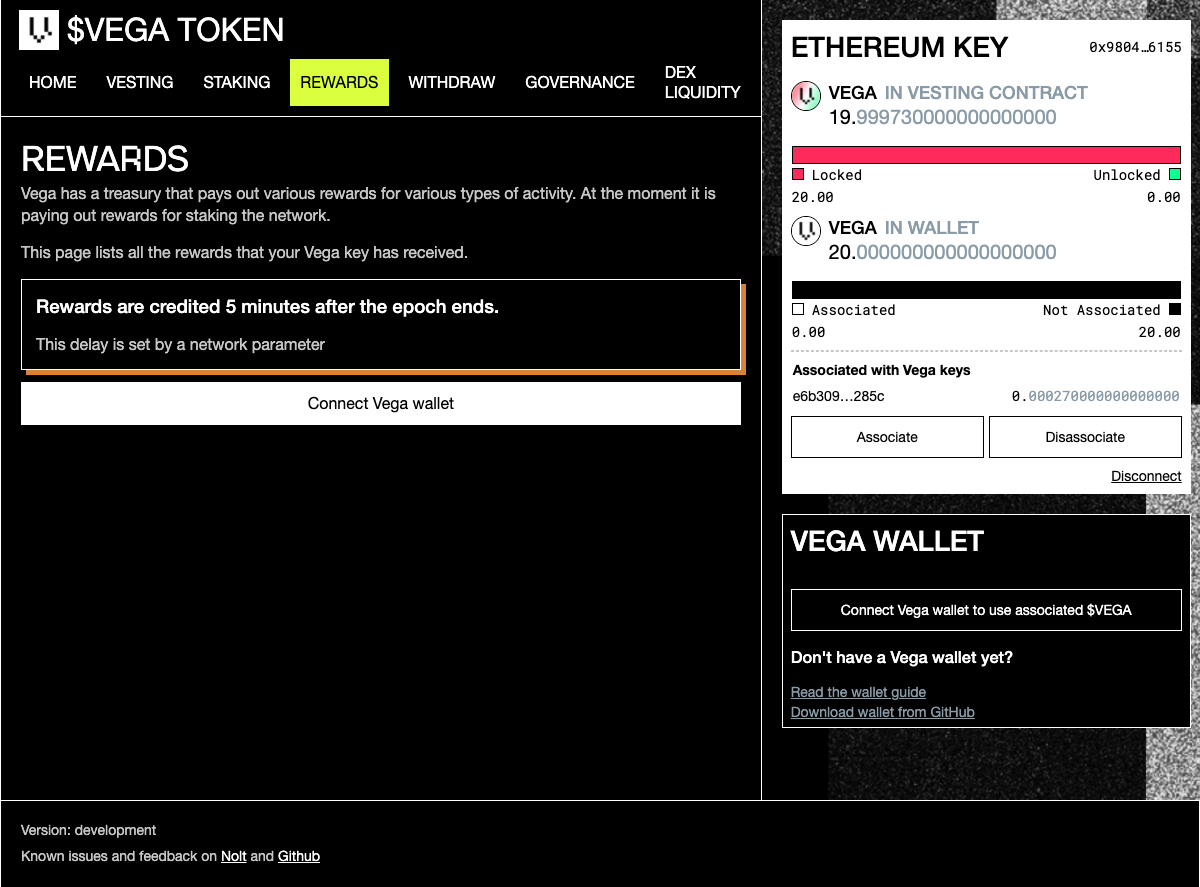 $VEGA TOKEN
HOME VESTING STAKING REWARDS WITHDRAW GOVERNANCE DEX LIQUIDITY
REWARDS
Vega has a treasury that pays out various rewards for various types of activity. At the moment it is
paying out rewards for staking the network.
This page lists all the rewards that your Vega key has received.
Rewards are credited 5 minutes after the epoch ends.
This delay is set by a network parameter
Connect Vega wallet
ETHEREUM KEY 0x9804…6155
VEGA IN VESTING CONTRACT
19.999730000000000000
Locked Unlocked
20.00 0.00
VEGA IN WALLET
20.000000000000000000
Associated Not Associated
0.00 20.00
Associated with Vega keys
e6b309…285c 0.000270000000000000
Associate Disassociate
Disconnect
VEGA WALLET
Connect Vega wallet to use associated $VEGA
Don't have a Vega wallet yet?
Read the wallet guide
Download wallet from GitHub
Version: development
Known issues and feedback on Nolt and Github